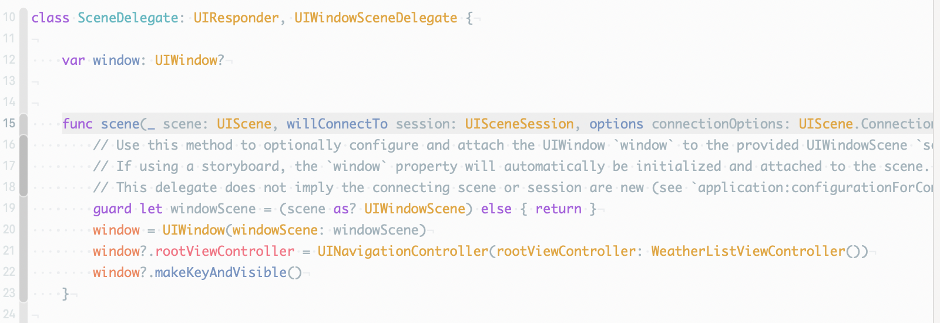 10 class SceneDelegate: UIResponder, UIWindowSceneDelegate {
11
12 var window: UIWindow?
13
14
15 func scene(_ scene: UIScene, willConnectTo session: UISceneSession, options connectionOptions: UIScene.Connection
16 // Use this method to optionally configure and attach the UIWindow `window` to the provided UIWindowScene `sc
17 // If using a storyboard, the `window` property will automatically be initialized and attached to the scene.
18 // This delegate does not imply the connecting scene or session are new (see `application:configurationForCon
19 guard let windowScene = (scene as? UIWindowScene) else { return }
20 window = UIWindow(windowScene: windowScene)
21 window?.rootViewController = UINavigationController(rootViewController: WeatherListViewController())
22 window?.makeKeyAndVisible()
23 }
24